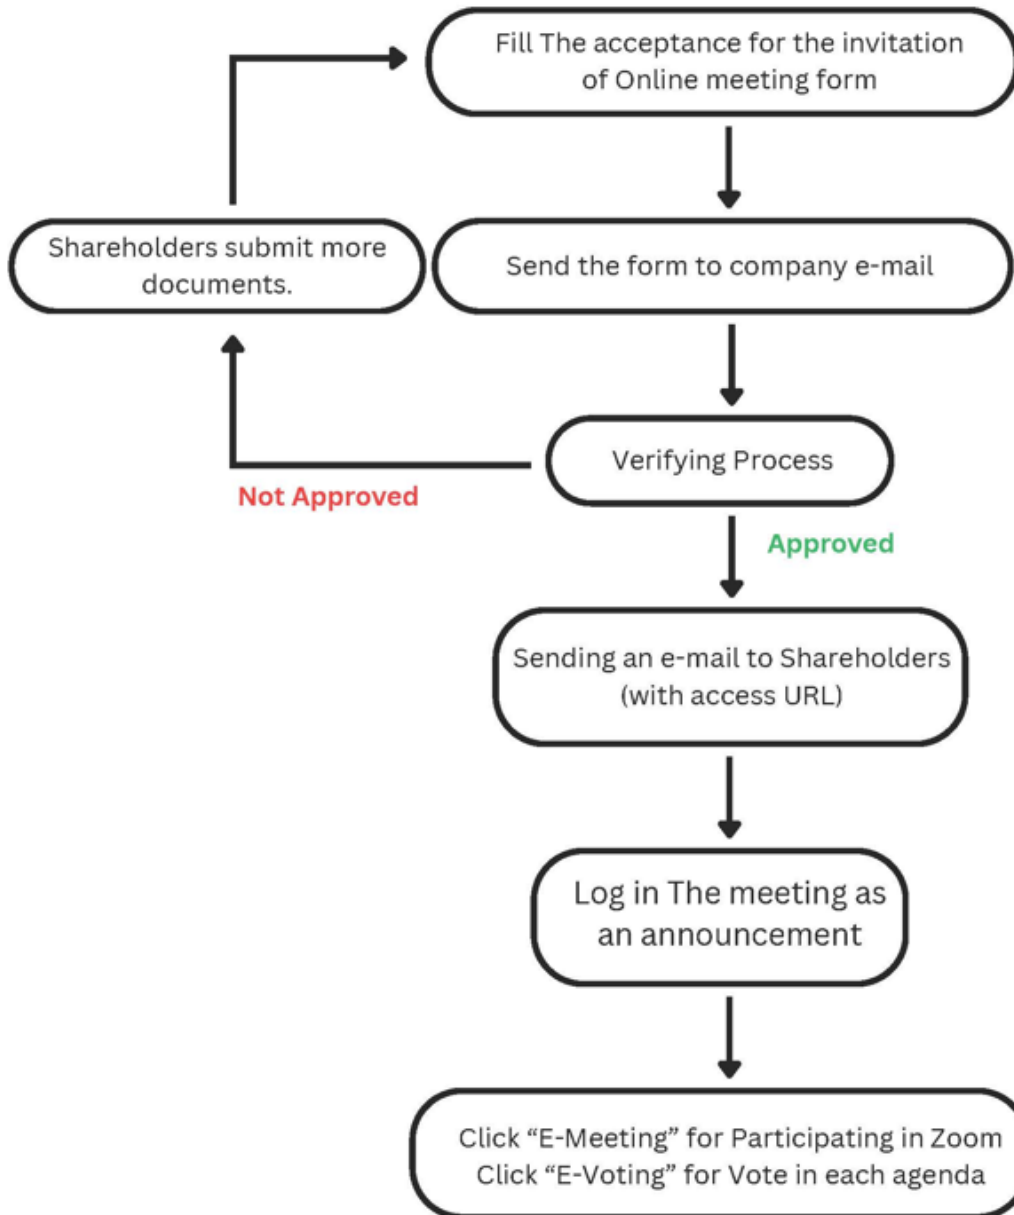 Fill The acceptance for the invitation
of Online meeting form
Shareholders submit more
documents.
Send the form to company e-mail
Verifying Process
Not Approved
Approved
Sending an e-mail to Shareholders
(with access URL)
Log in The meeting as
an announcement
Click “E-Meeting” for Participating in Zoom
Click “E-Voting” for Vote in each agenda